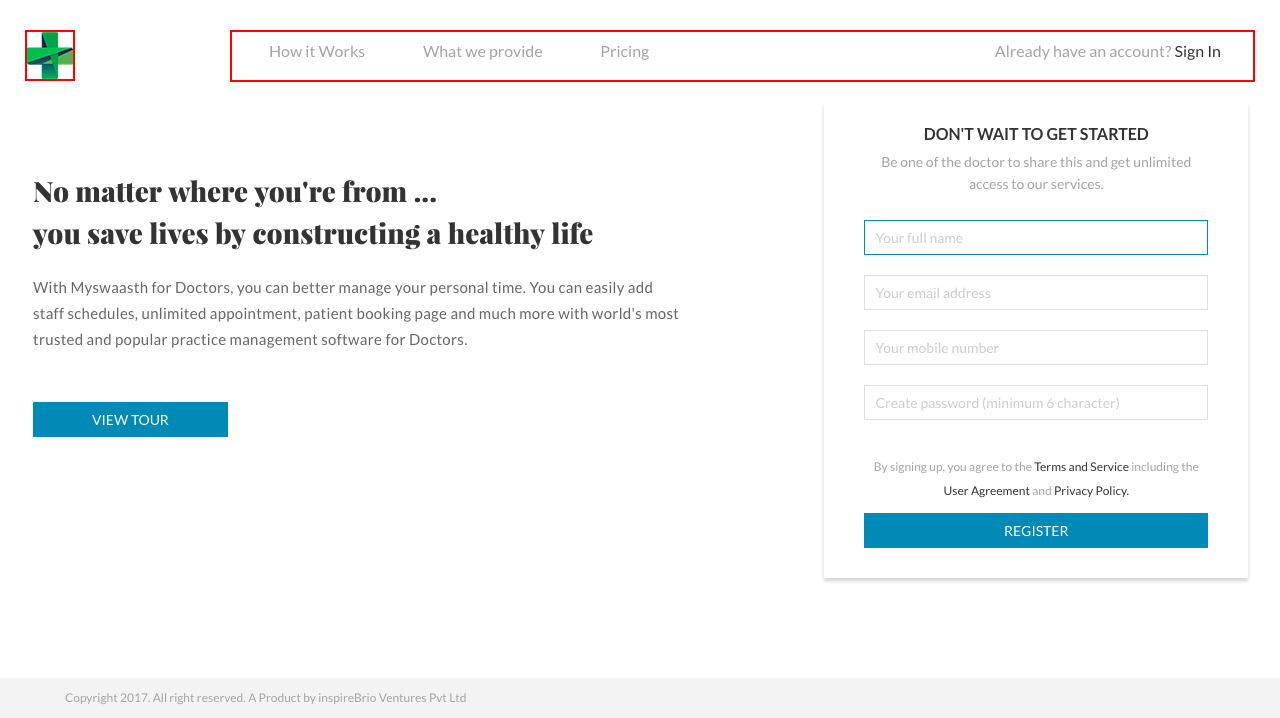 How it Works
What we provide
Pricing
Already have an account? Sign In
No matter where you're from ...
you save lives by constructing a healthy life
With Myswaasth for Doctors, you can better manage your personal time. You can easily add
staff schedules, unlimited appointment, patient booking page and much more with world's most
trusted and popular practice management software for Doctors.
VIEW TOUR
DON'T WAIT TO GET STARTED
Be one of the doctor to share this and get unlimited
access to our services.
Your full name
Your email address
Your mobile number
Create password (minimum 6 character)
By signing up, you agree to the Terms and Service including the
User Agreement and Privacy Policy.
REGISTER
Copyright 2017. All right reserved. A Product by inspireBrio Ventures Pvt Ltd